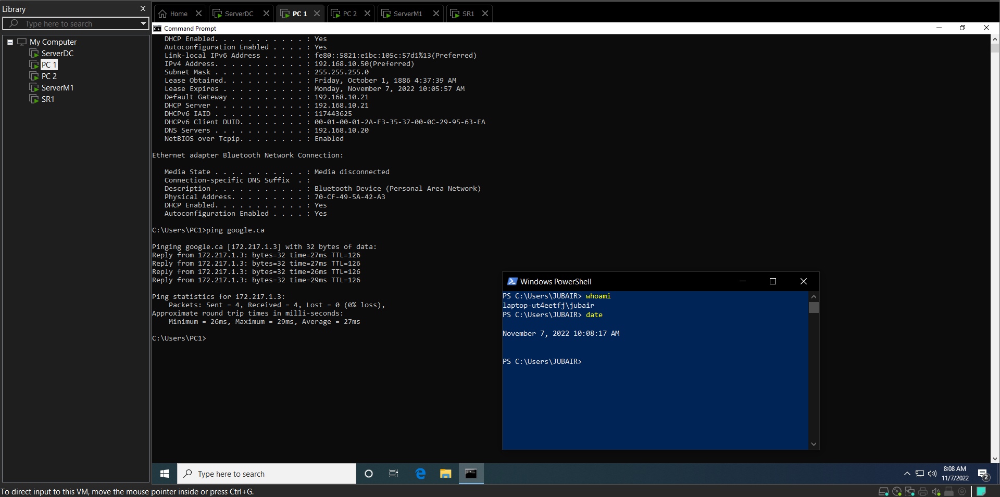 Library
Type here to search
My Computer
ServerDC
PC 1
PC 2
ServerM1
SR1
Home
ServerDC
PC 1
PC 2
ServerM1
SR1
Command Prompt
DHCP Enabled. . . . . . . . . . . : Yes
Autoconfiguration Enabled . . . . : Yes
Link-local IPv6 Address . . . . . : fe80::5821:e1bc:105c:57d1%13(Preferred)
IPv4 Address. . . . . . . . . . . : 192.168.10.50(Preferred)
Subnet Mask . . . . . . . . . . . : 255.255.255.0
Lease Obtained. . . . . . . . . . : Friday, October 1, 1886 4:37:39 AM
Lease Expires . . . . . . . . . . : Monday, November 7, 2022 10:05:57 AM
Default Gateway . . . . . . . . . : 192.168.10.21
DHCP Server . . . . . . . . . . . : 192.168.10.21
DHCPv6 IAID . . . . . . . . . . . : 117443625
DHCPv6 Client DUID. . . . . . . . : 00-01-00-01-2A-F3-35-37-00-0C-29-95-63-EA
DNS Servers . . . . . . . . . . . : 192.168.10.20
NetBIOS over Tcpip. . . . . . . . : Enabled
Ethernet adapter Bluetooth Network Connection:
Media State . . . . . . . . . . . : Media disconnected
Connection-specific DNS Suffix  . :
Description . . . . . . . . . . . : Bluetooth Device (Personal Area Network)
Physical Address. . . . . . . . . : 70-CF-49-5A-42-A3
DHCP Enabled. . . . . . . . . . . : Yes
Autoconfiguration Enabled . . . . : Yes
C:\Users\PC1>ping google.ca
Pinging google.ca [172.217.1.3] with 32 bytes of data:
Reply from 172.217.1.3: bytes=32 time=27ms TTL=126
Reply from 172.217.1.3: bytes=32 time=27ms TTL=126
Reply from 172.217.1.3: bytes=32 time=26ms TTL=126
Reply from 172.217.1.3: bytes=32 time=29ms TTL=126
Ping statistics for 172.217.1.3:
Packets: Sent = 4, Received = 4, Lost = 0 (0% loss),
Approximate round trip times in milli-seconds:
Minimum = 26ms, Maximum = 29ms, Average = 27ms
C:\Users\PC1>
Windows PowerShell
PS C:\Users\JUBAIR> whoami
laptop-ut4eetfj\jubair
PS C:\Users\JUBAIR> date
November 7, 2022 10:08:17 AM
PS C:\Users\JUBAIR>
Type here to search
8:08 AM
11/7/2022
2
To direct input to this VM, move the mouse pointer inside or press Ctrl+G.